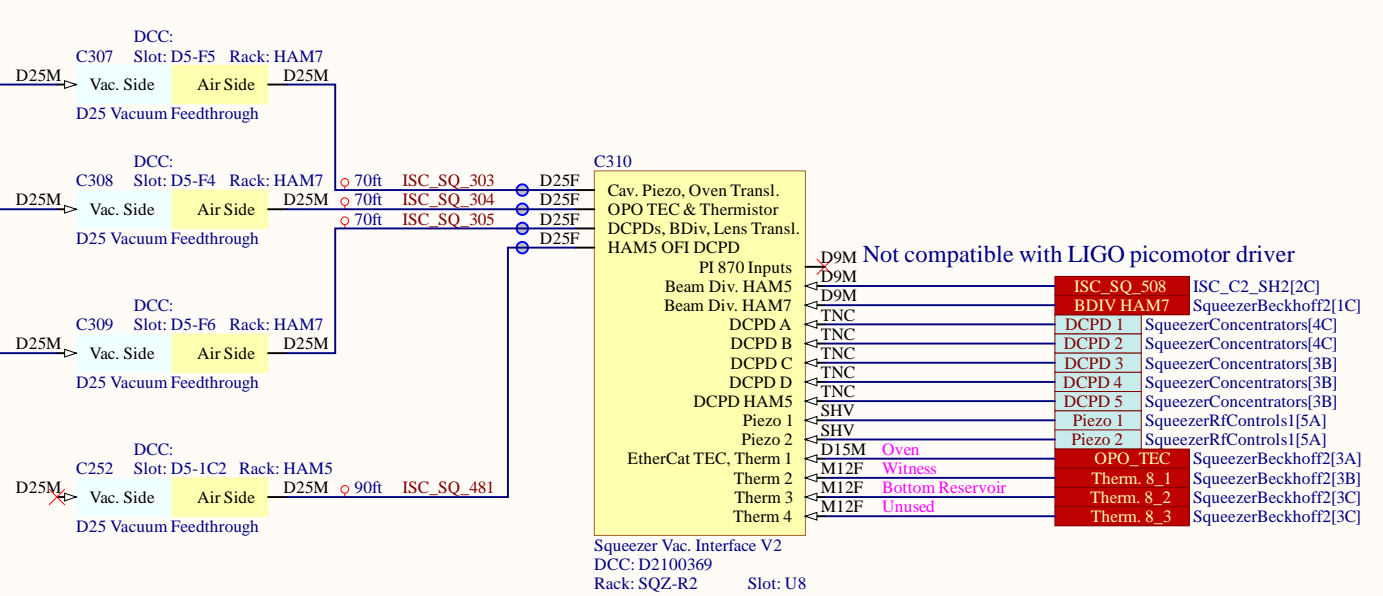 DCC:
C307 Slot: D5-F5 Rack: HAM7
D25M Vac. Side Air Side D25M
D25 Vacuum Feedthrough
DCC:
C308 Slot: D5-F4 Rack: HAM7
D25M Vac. Side Air Side D25M
D25 Vacuum Feedthrough
DCC:
C309 Slot: D5-F6 Rack: HAM7
D25M Vac. Side Air Side D25M
D25 Vacuum Feedthrough
DCC:
C252 Slot: D5-1C2 Rack: HAM5
D25M Vac. Side Air Side D25M
D25 Vacuum Feedthrough
70ft ISC_SQ_303 D25F
70ft ISC_SQ_304 D25F
70ft ISC_SQ_305 D25F
D25F
90ft ISC_SQ_481
C310
Cav. Piezo, Oven Transl.
OPO TEC & Thermistor
DCPDs, BDiv, Lens Transl.
HAM5 OFI DCPD
PI 870 Inputs D9M Not compatible with LIGO picomotor driver
Beam Div. HAM5 D9M ISC_SQ_508 ISC_C2_SH2[2C]
Beam Div. HAM7 D9M BDIV HAM7 SqueezerBeckhoff2[1C]
DCPD A TNC DCPD 1 SqueezerConcentrators[4C]
DCPD B TNC DCPD 2 SqueezerConcentrators[4C]
DCPD C TNC DCPD 3 SqueezerConcentrators[3B]
DCPD D TNC DCPD 4 SqueezerConcentrators[3B]
DCPD HAM5 TNC DCPD 5 SqueezerConcentrators[3B]
Piezo 1 SHV Piezo 1 SqueezerRfControls1[5A]
Piezo 2 SHV Piezo 2 SqueezerRfControls1[5A]
EtherCat TEC, Therm 1 D15M Oven OPO_TEC SqueezerBeckhoff2[3A]
Therm 2 M12F Witness Therm. 8_1 SqueezerBeckhoff2[3B]
Therm 3 M12F Bottom Reservoir Therm. 8_2 SqueezerBeckhoff2[3C]
Therm 4 M12F Unused Therm. 8_3 SqueezerBeckhoff2[3C]
Squeezer Vac. Interface V2
DCC: D2100369
Rack: SQZ-R2 Slot: U8